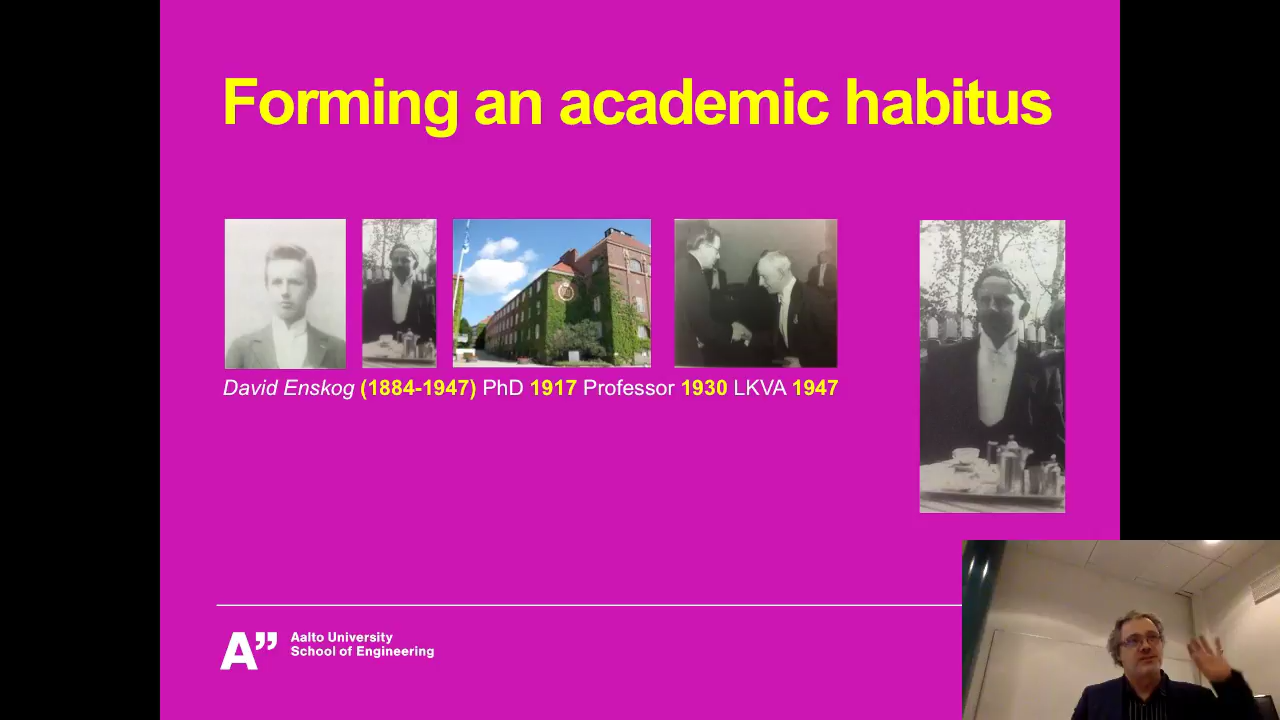 Forming an academic habitus
David Enskog (1884-1947) PhD 1917 Professor 1930 LKVA 1947
A”
Aalto University
School of Engineering